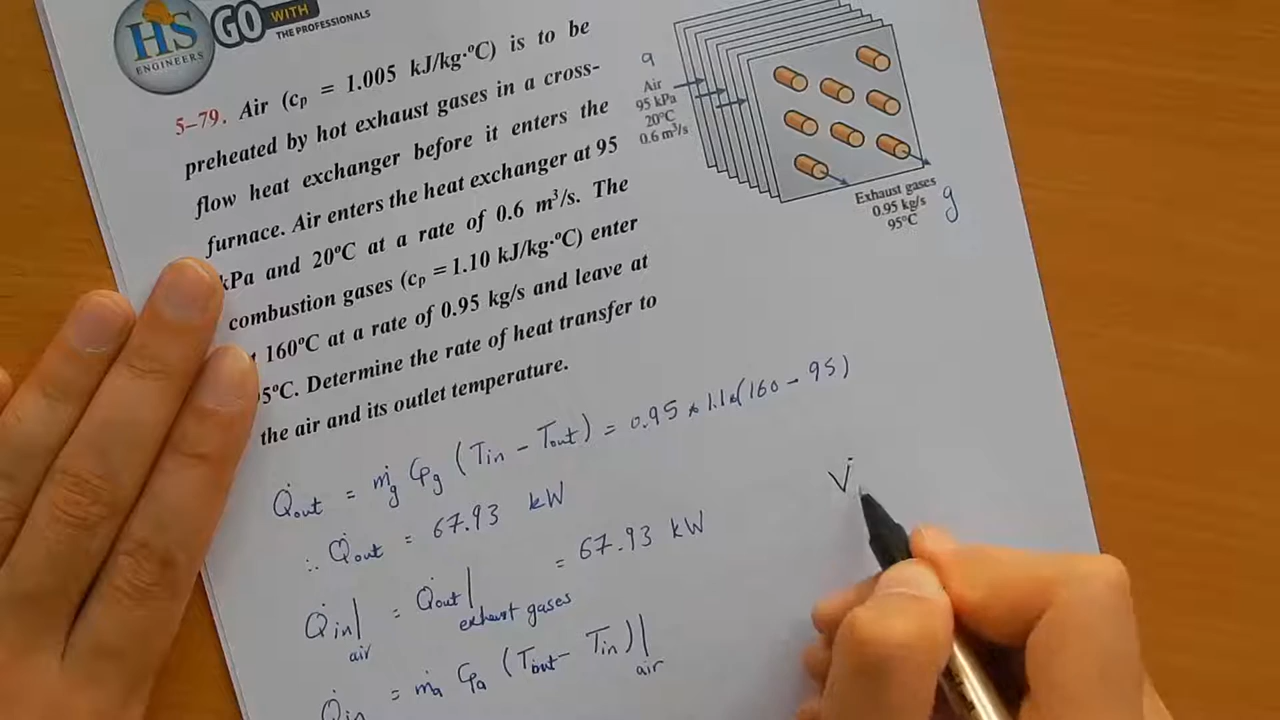 HS
ENGINEERS
GO WITH
THE PROFESSIONALS
5–79. Air (cp = 1.005 kJ/kg·ºC) is to be
preheated by hot exhaust gases in a cross-
flow heat exchanger before it enters the
furnace. Air enters the heat exchanger at 95
kPa and 20ºC at a rate of 0.6 m³/s. The
combustion gases (cp = 1.10 kJ/kg·ºC) enter
160ºC at a rate of 0.95 kg/s and leave at
5ºC. Determine the rate of heat transfer to
the air and its outlet temperature.
a
Air
95 kPa
20°C
0.6 m³/s
Exhaust gases
0.95 kg/s
95°C
g
Q̇out = ṁg Cpg (Tin − Tout) = 0.95 * 1.1 * (160 − 95)
∴ Q̇out = 67.93 kW
Q̇in|air = Q̇out|exhaust gases = 67.93 kW
Q̇in = ṁa Cpa (Tout − Tin)|air
V̇